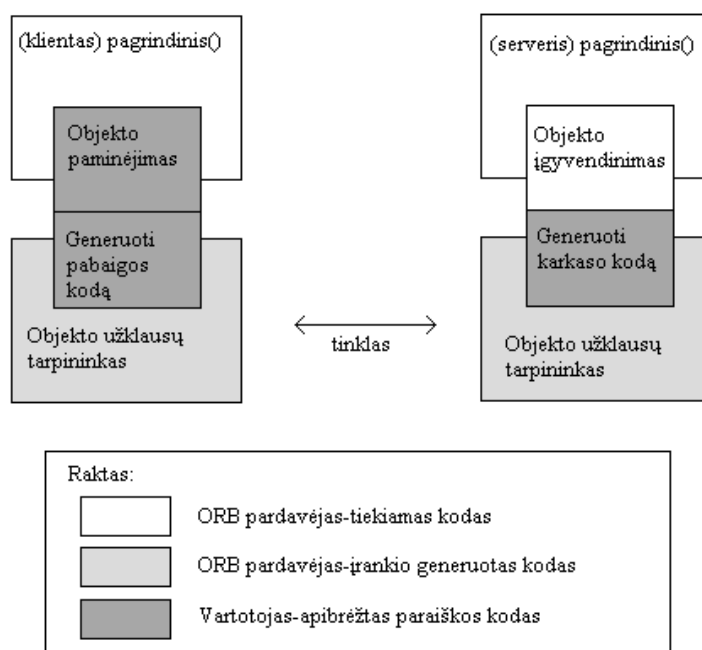 (klientas) pagrindinis()
Objekto
paminėjimas
Generuoti
pabaigos
kodą
Objekto užklausų
tarpininkas
tinklas
(serveris) pagrindinis()
Objekto
įgyvendinimas
Generuoti
karkaso kodą
Objekto užklausų
tarpininkas
Raktas:
ORB pardavėjas-tiekiamas kodas
ORB pardavėjas-įrankio generuotas kodas
Vartotojas-apibrėžtas paraiškos kodas